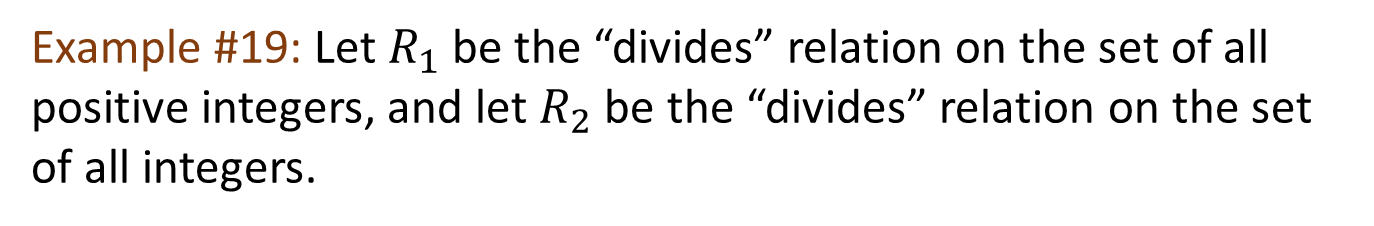 Example #19: Let R₁ be the “divides” relation on the set of all
positive integers, and let R₂ be the “divides” relation on the set
of all integers.